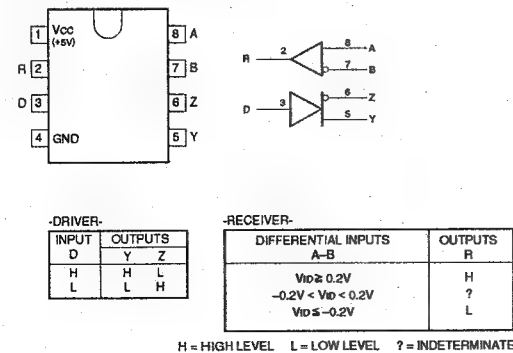 1 Vcc 8 A
(+5V)
R 2 7 B
D 3 6 Z
4 GND 5 Y
R 2 8 A
7 B
D 3 6 Z
5 Y
-DRIVER-
INPUT OUTPUTS
D Y Z
H H L
L L H
-RECEIVER-
DIFFERENTIAL INPUTS OUTPUTS
A–B R
VID ≥ 0.2V H
–0.2V < VID < 0.2V ?
VID ≤ –0.2V L
H = HIGH LEVEL L = LOW LEVEL ? = INDETERMINATE